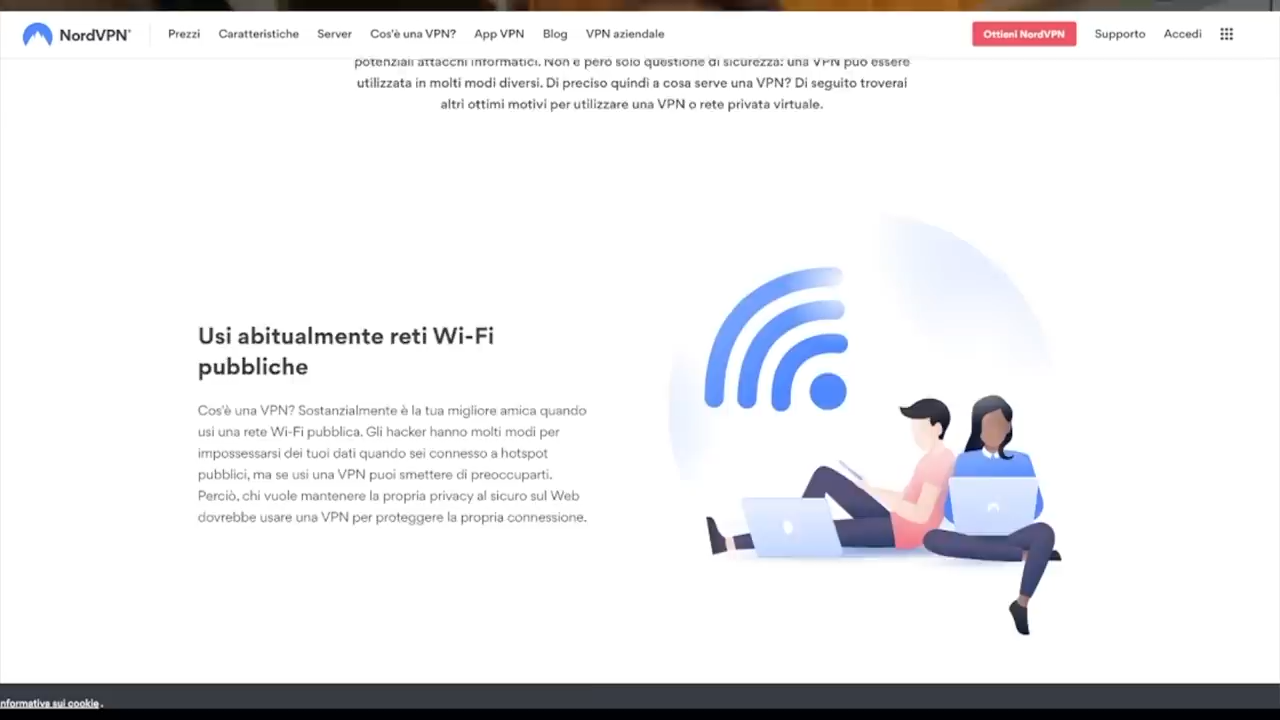 NordVPN® Prezzi Caratteristiche Server Cos'è una VPN? App VPN Blog VPN aziendale Ottieni NordVPN Supporto Accedi
potenziali attacchi informatici. Non è però solo questione di sicurezza: una VPN può essere
utilizzata in molti modi diversi. Di preciso quindi a cosa serve una VPN? Di seguito troverai
altri ottimi motivi per utilizzare una VPN o rete privata virtuale.
Usi abitualmente reti Wi-Fi
pubbliche
Cos'è una VPN? Sostanzialmente è la tua migliore amica quando
usi una rete Wi-Fi pubblica. Gli hacker hanno molti modi per
impossessarsi dei tuoi dati quando sei connesso a hotspot
pubblici, ma se usi una VPN puoi smettere di preoccuparti.
Perciò, chi vuole mantenere la propria privacy al sicuro sul Web
dovrebbe usare una VPN per proteggere la propria connessione.
nformativa sui cookie.